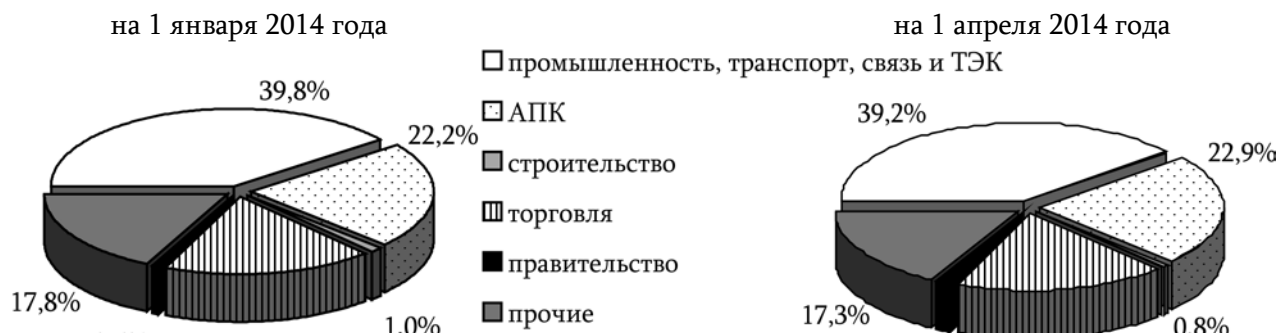 на 1 января 2014 года
на 1 апреля 2014 года
39,8%
22,2%
17,8%
1,0%
промышленность, транспорт, связь и ТЭК
АПК
строительство
торговля
правительство
прочие
39,2%
22,9%
17,3%
0,8%